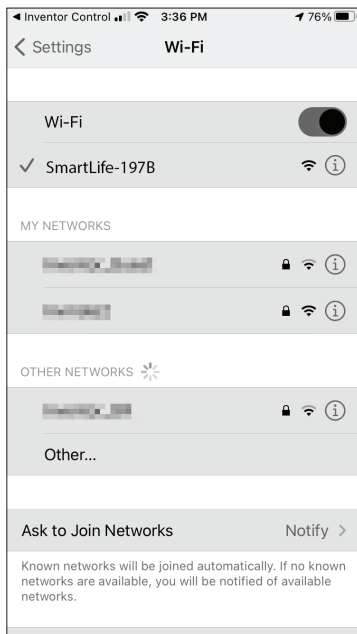 Inventor Control 3:36 PM 76%
Settings Wi-Fi
Wi-Fi
SmartLife-197B
MY NETWORKS
OTHER NETWORKS
Other...
Ask to Join Networks Notify
Known networks will be joined automatically. If no known
networks are available, you will be notified of available
networks.